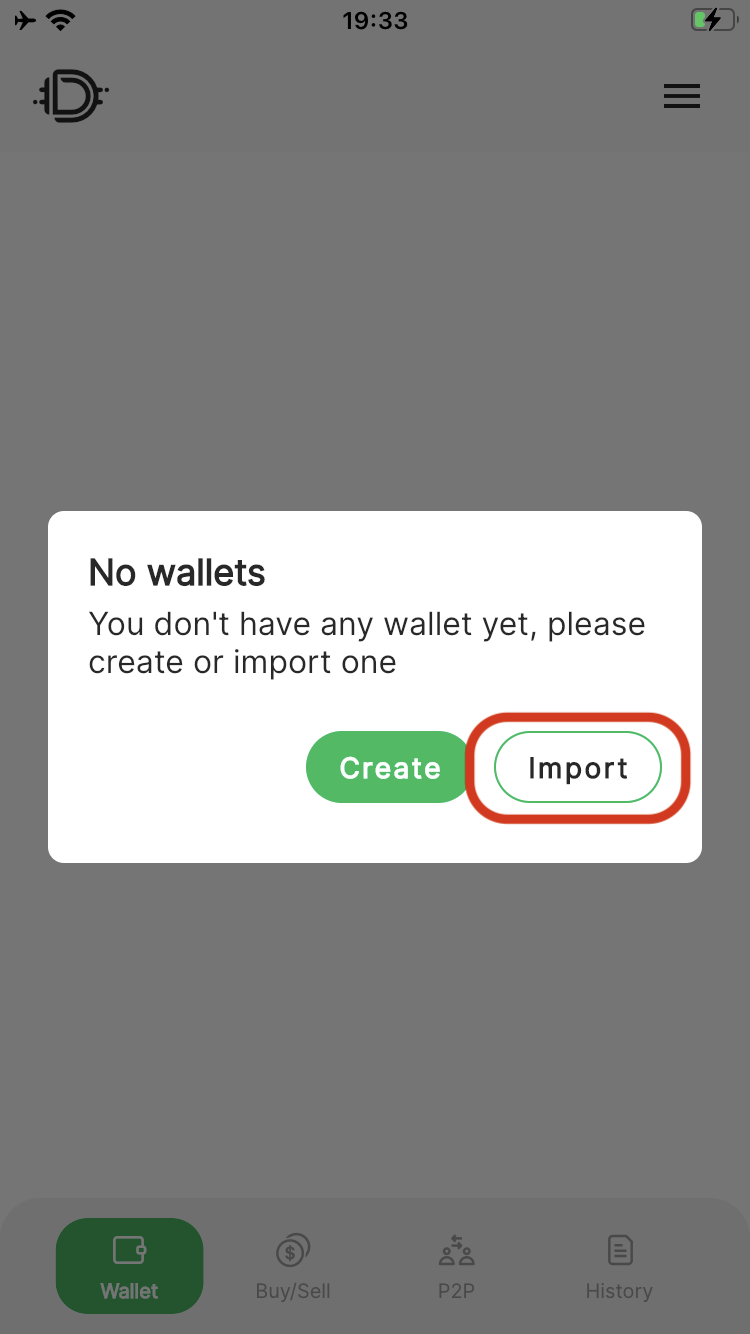 19:33
No wallets
You don't have any wallet yet, please
create or import one
Create
Import
Wallet
Buy/Sell
P2P
History